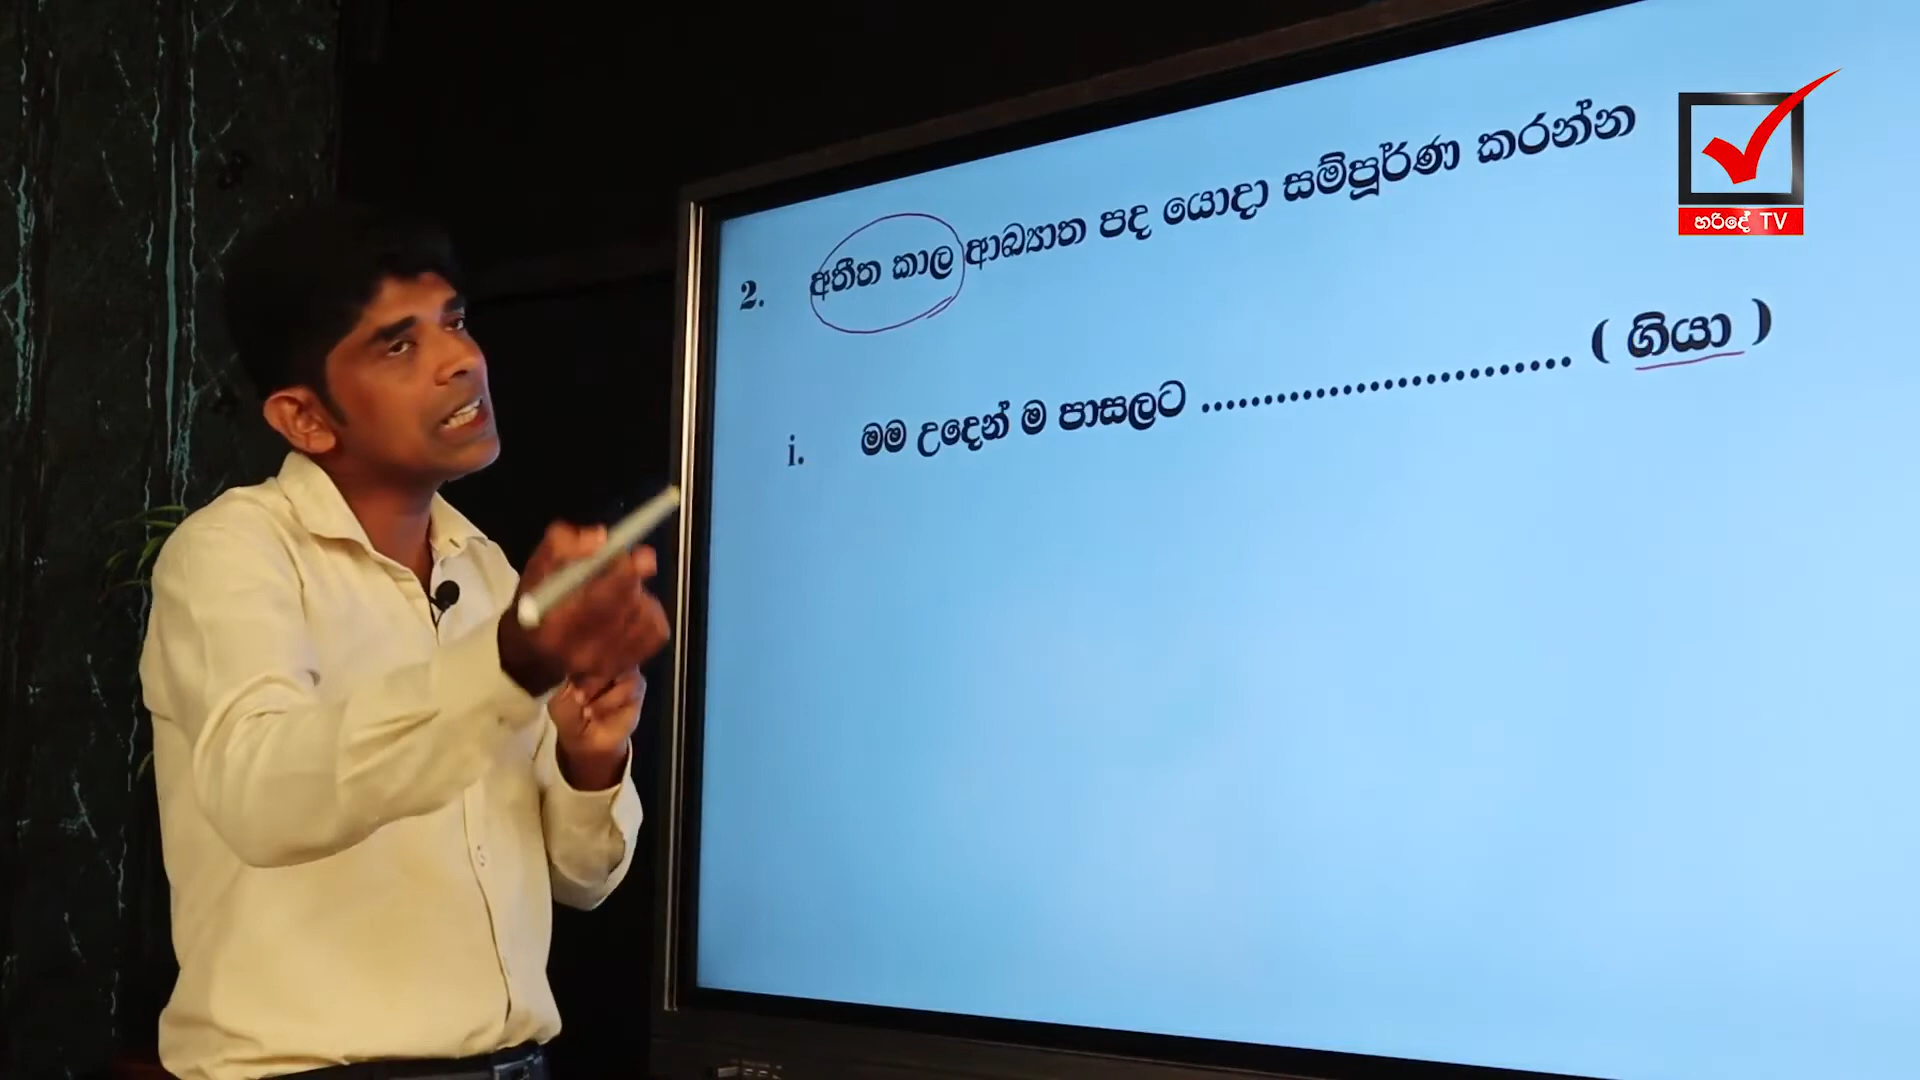 2. අතීත කාල ආඛ්‍යාත පද යොදා සම්පූර්ණ කරන්න
i. මම උදෙන් ම පාසලට .............................. ( ගියා )
හරිදේ TV